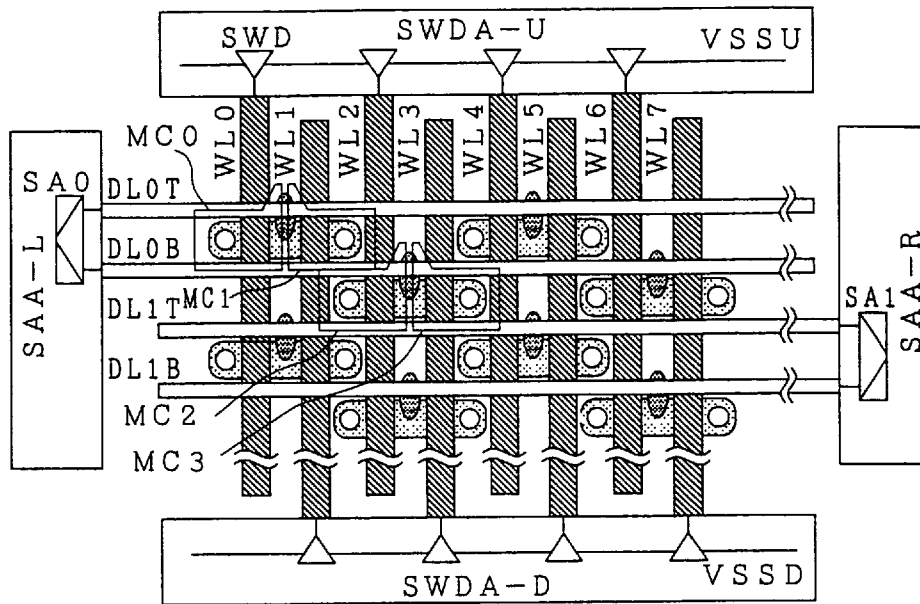 SWD
SWDA-U
VSSU
WL0
WL1
WL2
WL3
WL4
WL5
WL6
WL7
MC0
SA0
DL0T
DL0B
SAA-L
MC1
DL1T
SA1
SAA-R
DL1B
MC2
MC3
VSSD
SWDA-D